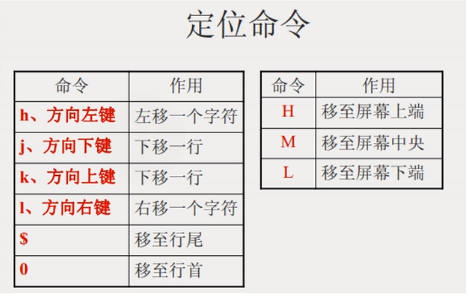 定位命令
命令 作用
h、方向左键 左移一个字符
j、方向下键 下移一行
k、方向上键 下移一行
l、方向右键 右移一个字符
$ 移至行尾
0 移至行首
命令 作用
H 移至屏幕上端
M 移至屏幕中央
L 移至屏幕下端